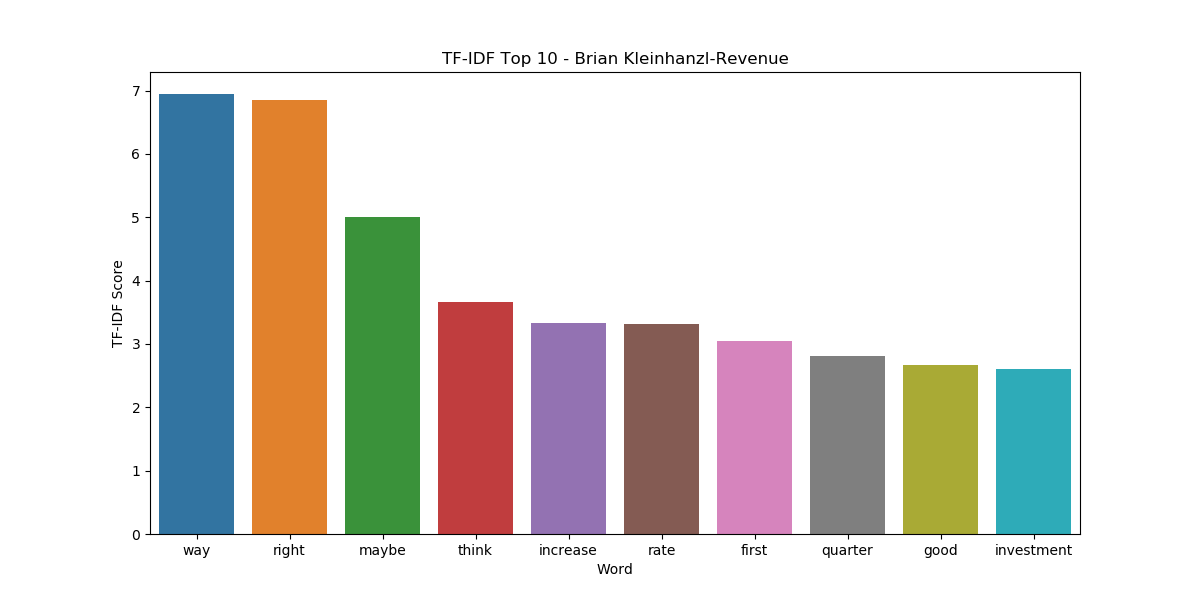 TF-IDF Top 10 - Brian Kleinhanzl-Revenue
7
6
5
4
3
2
1
0
TF-IDF Score
way right maybe think increase rate first quarter good investment
Word